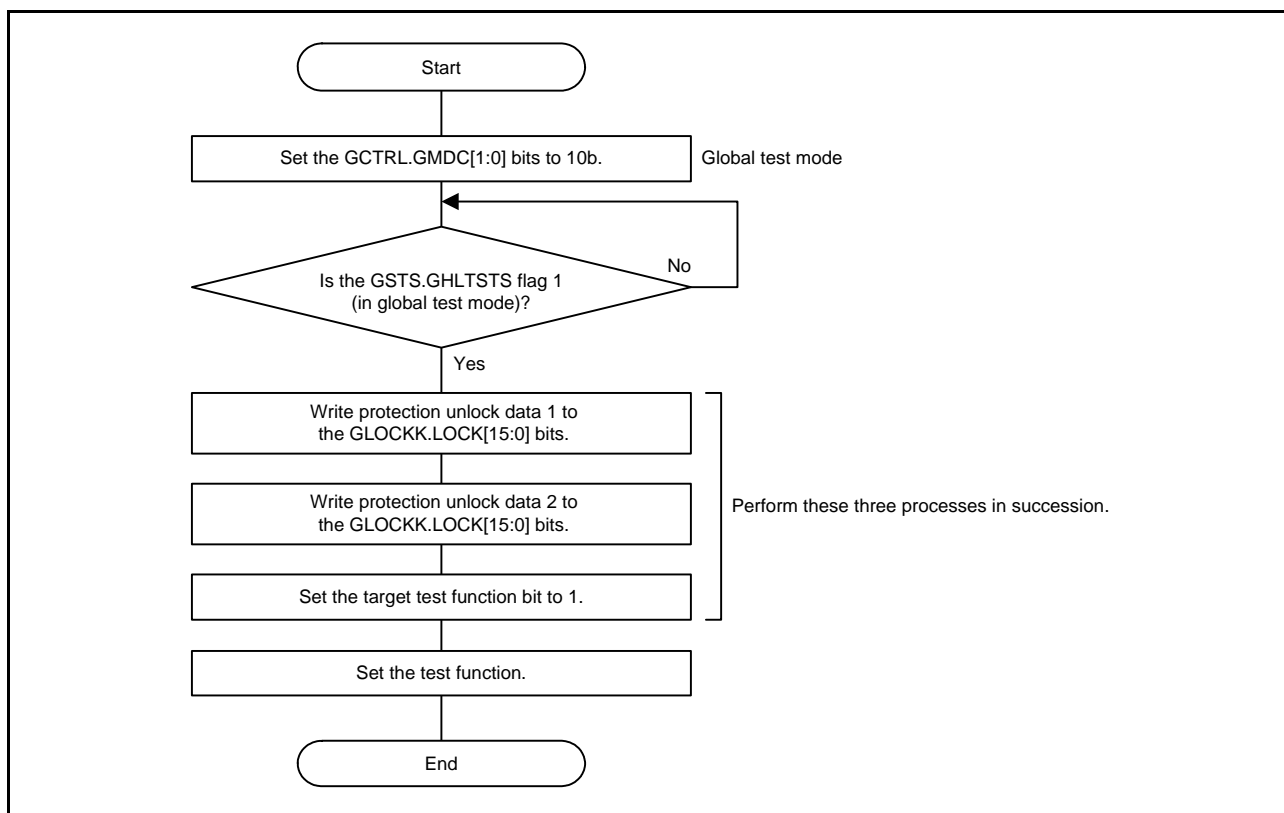 Start
Set the GCTRL.GMDC[1:0] bits to 10b.
Global test mode
No
Is the GSTS.GHLTSTS flag 1
(in global test mode)?
Yes
Write protection unlock data 1 to
the GLOCKK.LOCK[15:0] bits.
Write protection unlock data 2 to
the GLOCKK.LOCK[15:0] bits.
Perform these three processes in succession.
Set the target test function bit to 1.
Set the test function.
End